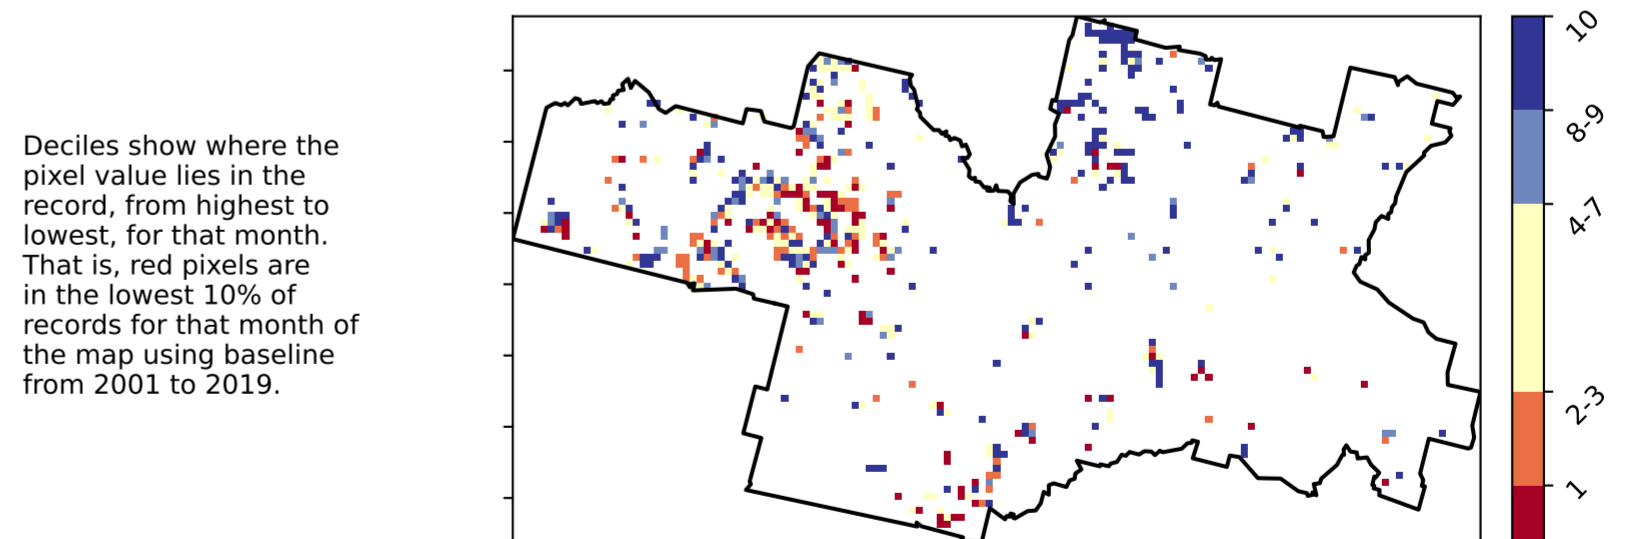 Deciles show where the
pixel value lies in the
record, from highest to
lowest, for that month.
That is, red pixels are
in the lowest 10% of
records for that month of
the map using baseline
from 2001 to 2019.
10
8-9
4-7
2-3
1